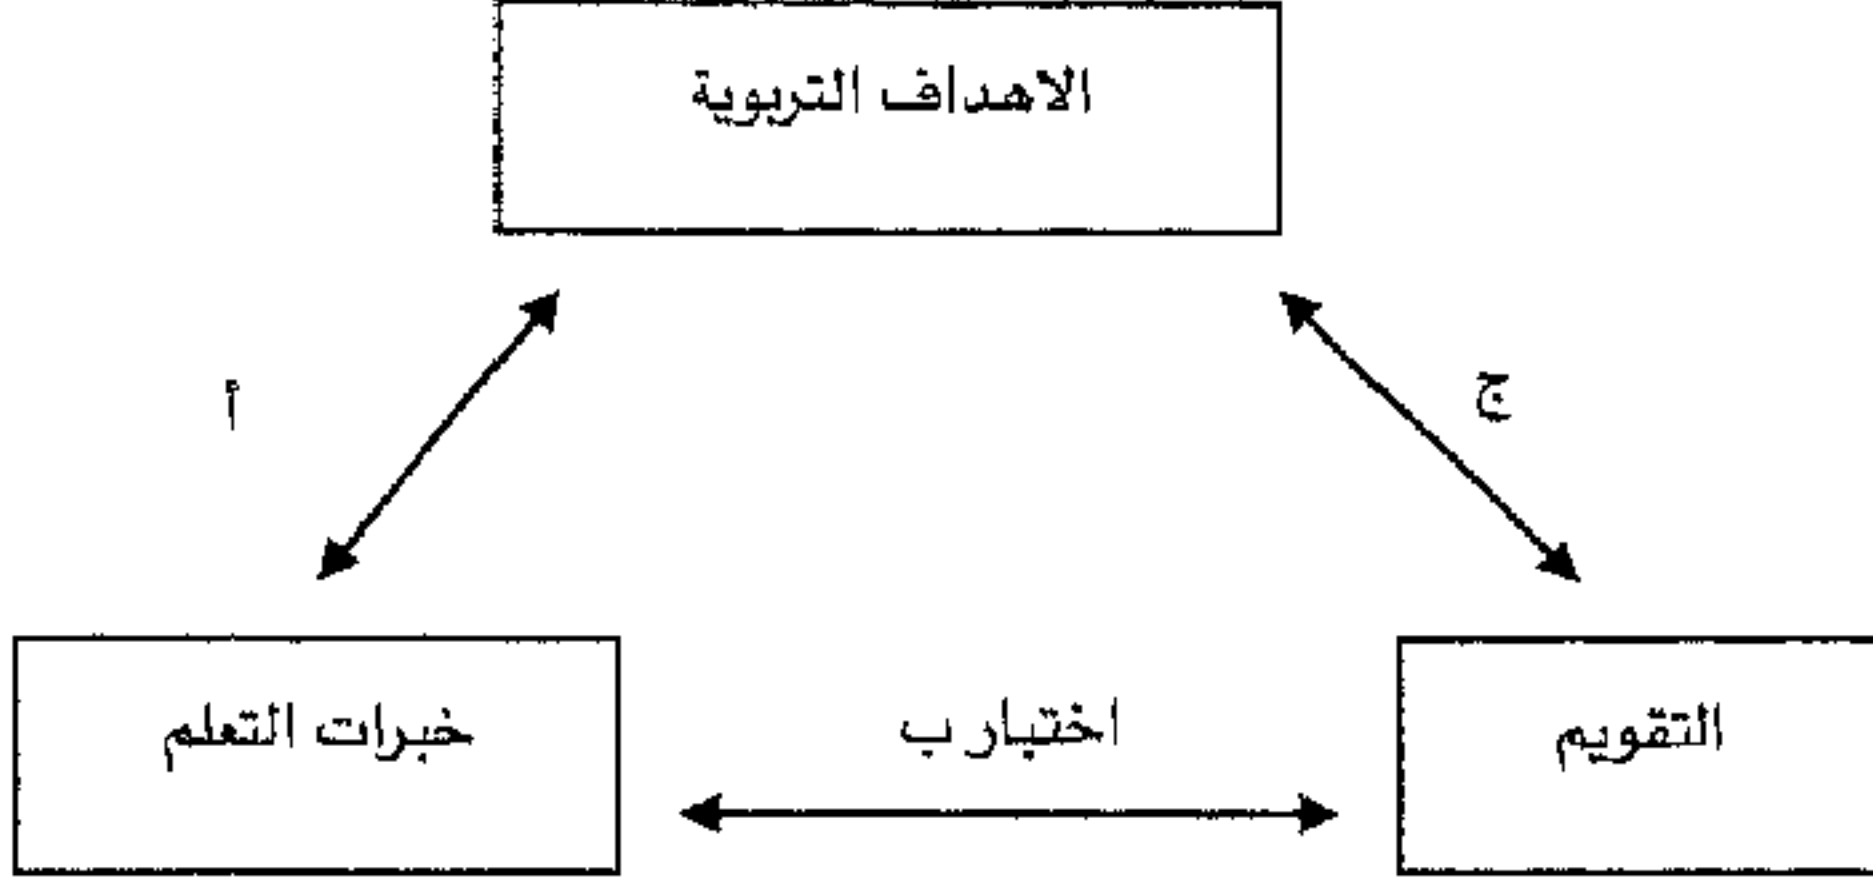 الاهداف التربوية
ج
أ
التقويم
اختبار ب
خبرات التعلم